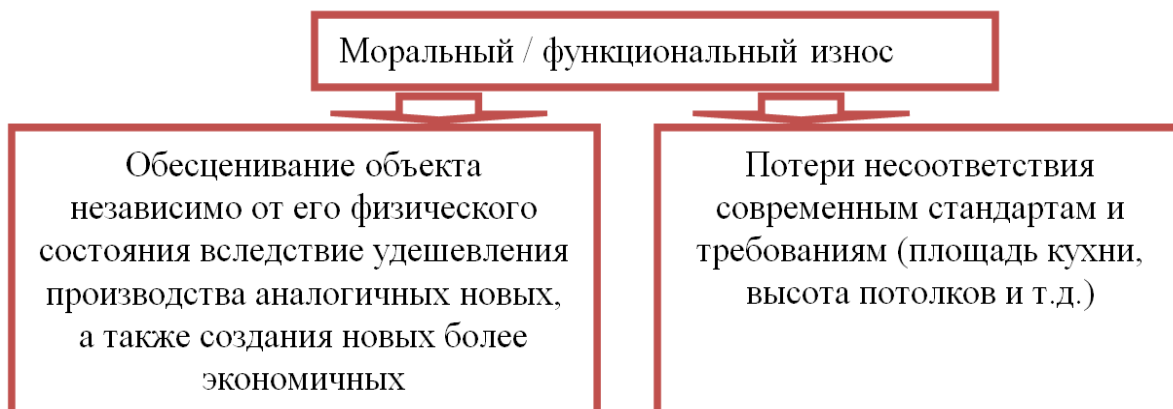 Моральный / функциональный износ
Обесценивание объекта
независимо от его физического
состояния вследствие удешевления
производства аналогичных новых,
а также создания новых более
экономичных
Потери несоответствия
современным стандартам и
требованиям (площадь кухни,
высота потолков и т.д.)